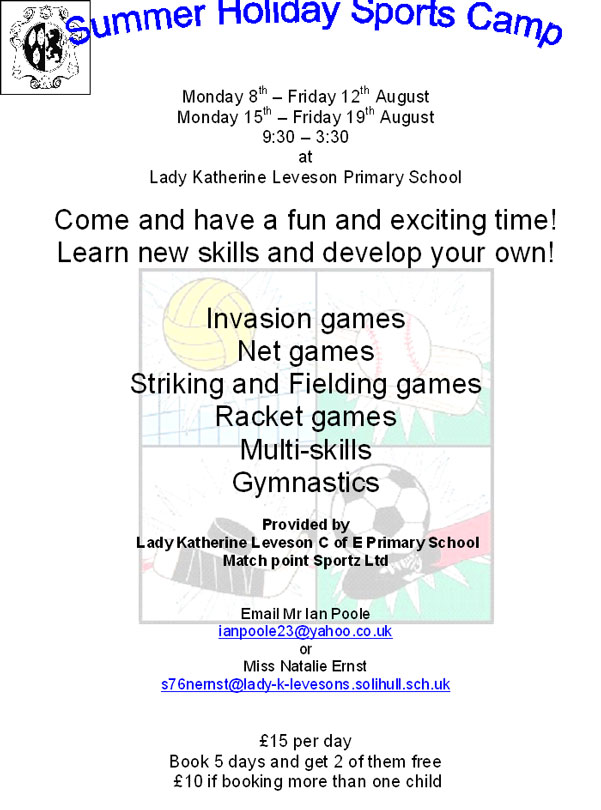 Summer Holiday Sports Camp
Monday 8th – Friday 12th August
Monday 15th – Friday 19th August
9:30 – 3:30
at
Lady Katherine Leveson Primary School
Come and have a fun and exciting time!
Learn new skills and develop your own!
Invasion games
Net games
Striking and Fielding games
Racket games
Multi-skills
Gymnastics
Provided by
Lady Katherine Leveson C of E Primary School
Match point Sportz Ltd
Email Mr Ian Poole
ianpoole23@yahoo.co.uk
or
Miss Natalie Ernst
s76nernst@lady-k-levesons.solihull.sch.uk
£15 per day
Book 5 days and get 2 of them free
£10 if booking more than one child